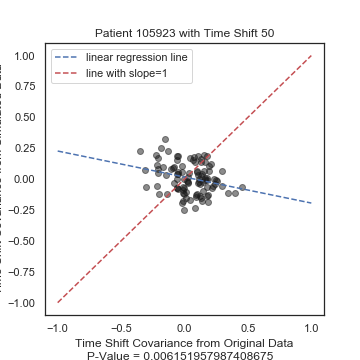 Patient 105923 with Time Shift 50
linear regression line
line with slope=1
1.00
0.75
0.50
0.25
0.00
−0.25
−0.50
−0.75
−1.00
−1.0
−0.5
0.0
0.5
1.0
Time Shift Covariance from Original Data
P-Value = 0.006151957987408675